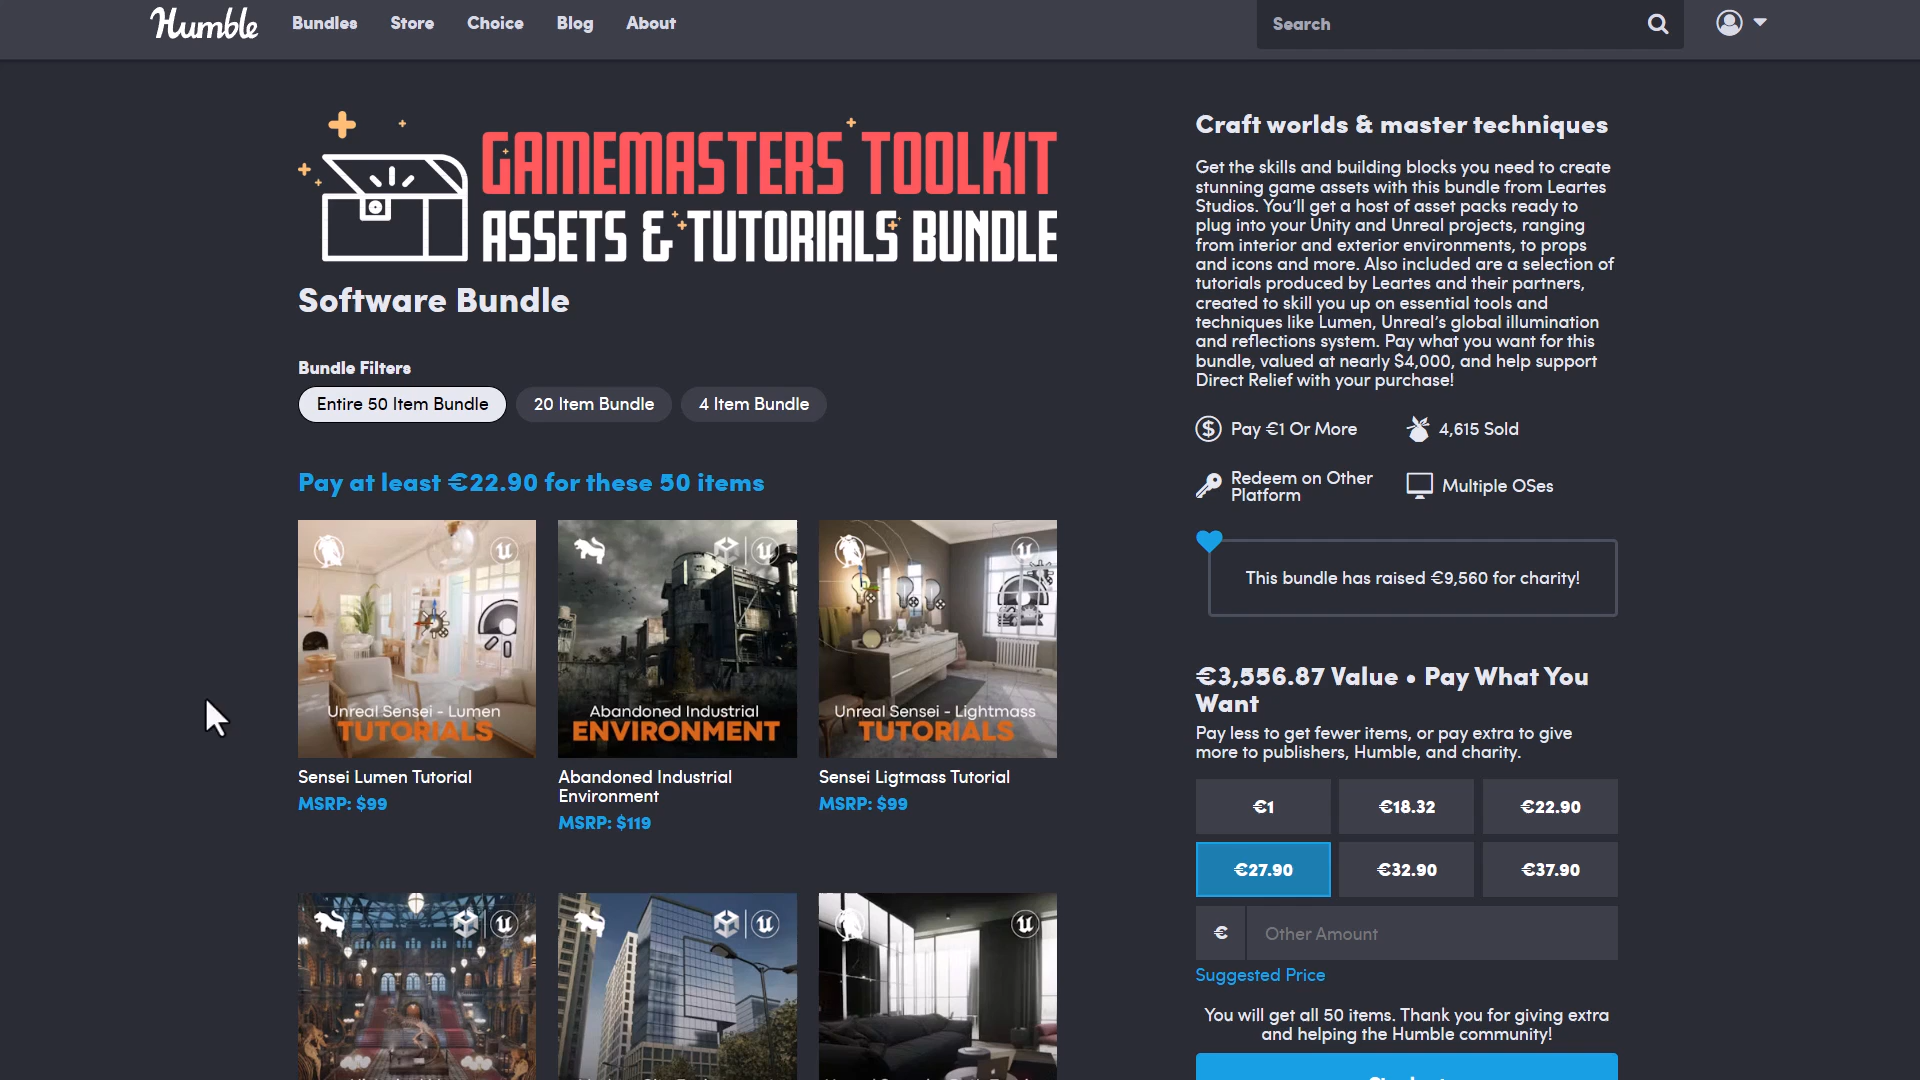 Humble
Bundles
Store
Choice
Blog
About
Search
GAMEMASTERS TOOLKIT
ASSETS & TUTORIALS BUNDLE
Software Bundle
Bundle Filters
Entire 50 Item Bundle
20 Item Bundle
4 Item Bundle
Pay at least €22.90 for these 50 items
Unreal Sensei - Lumen
TUTORIALS
Sensei Lumen Tutorial
MSRP: $99
Abandoned Industrial
ENVIRONMENT
Abandoned Industrial
Environment
MSRP: $119
Unreal Sensei - Lightmass
TUTORIALS
Sensei Ligtmass Tutorial
MSRP: $99
Craft worlds & master techniques
Get the skills and building blocks you need to create
stunning game assets with this bundle from Leartes
Studios. You’ll get a host of asset packs ready to
plug into your Unity and Unreal projects, ranging
from interior and exterior environments, to props
and icons and more. Also included are a selection of
tutorials produced by Leartes and their partners,
created to skill you up on essential tools and
techniques like Lumen, Unreal’s global illumination
and reflections system. Pay what you want for this
bundle, valued at nearly $4,000, and help support
Direct Relief with your purchase!
Pay €1 Or More
4,615 Sold
Redeem on Other
Platform
Multiple OSes
This bundle has raised €9,560 for charity!
€3,556.87 Value • Pay What You
Want
Pay less to get fewer items, or pay extra to give
more to publishers, Humble, and charity.
€1
€18.32
€22.90
€27.90
€32.90
€37.90
€
Other Amount
Suggested Price
You will get all 50 items. Thank you for giving extra
and helping the Humble community!